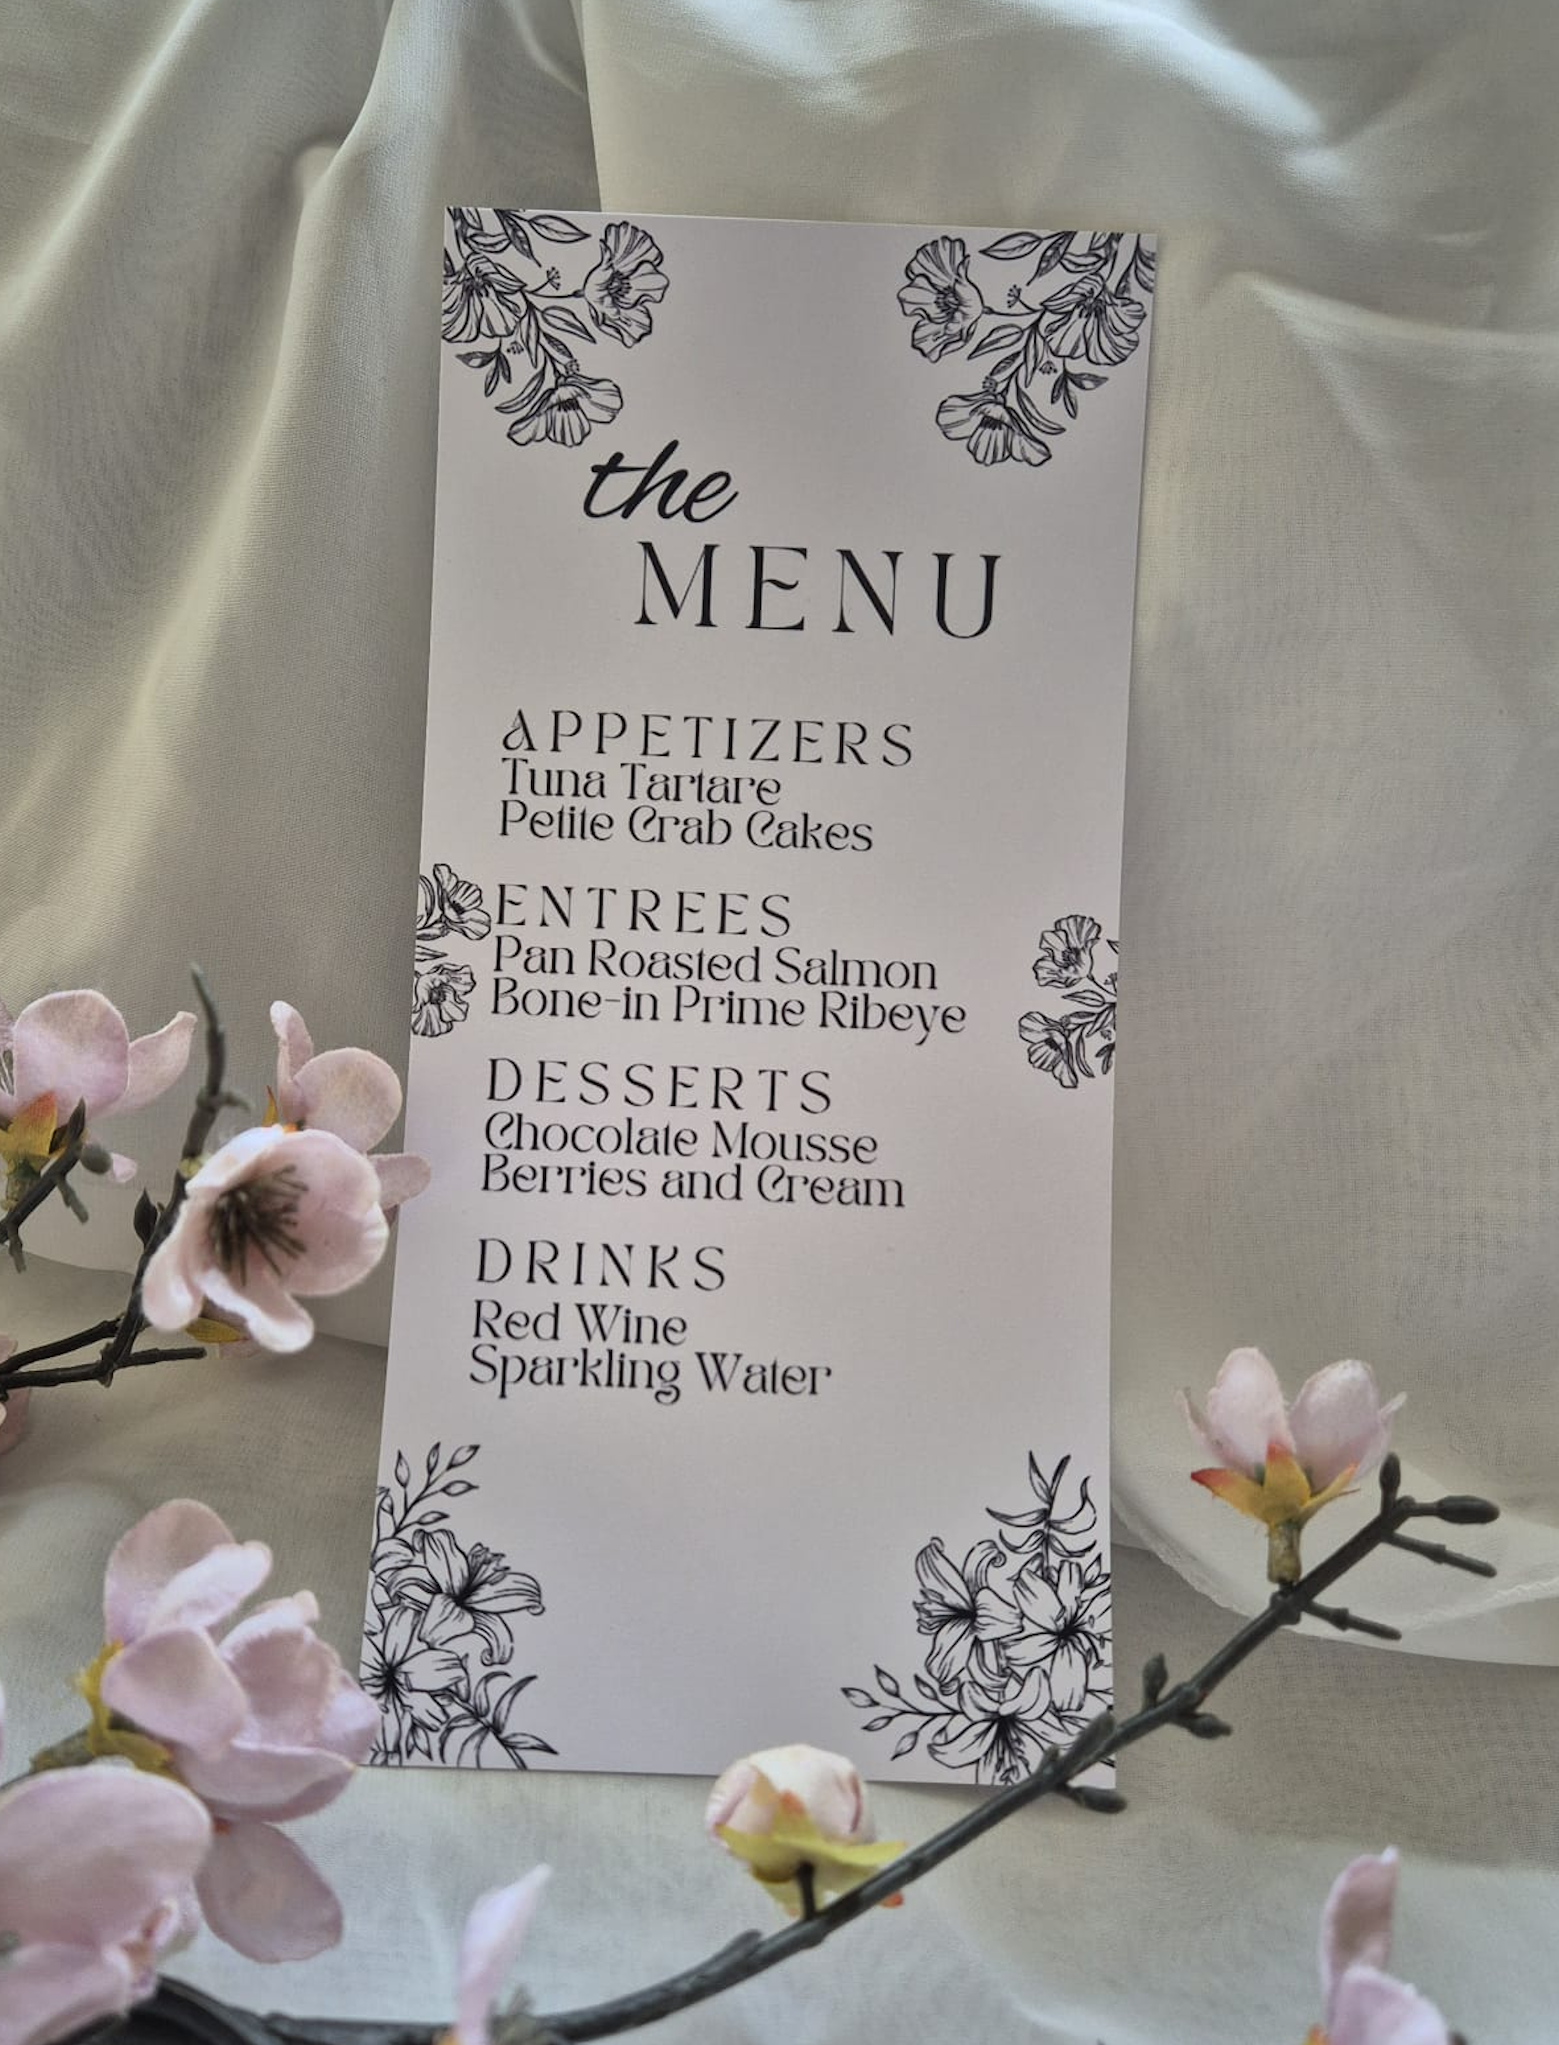 the
MENU
APPETIZERS
Tuna Tartare
Petite Crab Cakes
ENTREES
Pan Roasted Salmon
Bone-in Prime Ribeye
DESSERTS
Chocolate Mousse
Berries and Cream
DRINKS
Red Wine
Sparkling Water